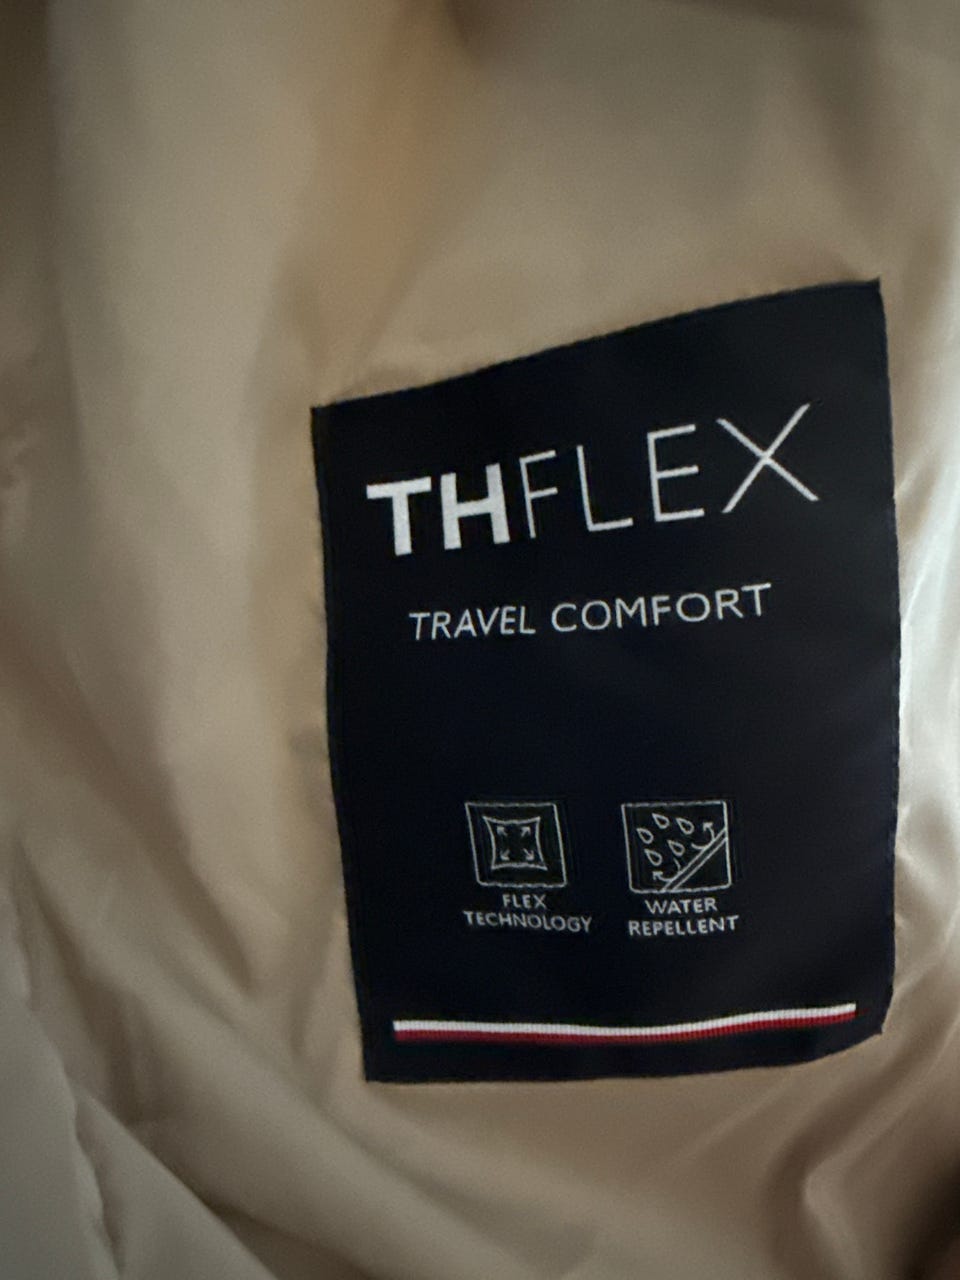 THFLEX
TRAVEL COMFORT
FLEX
TECHNOLOGY
WATER
REPELLENT